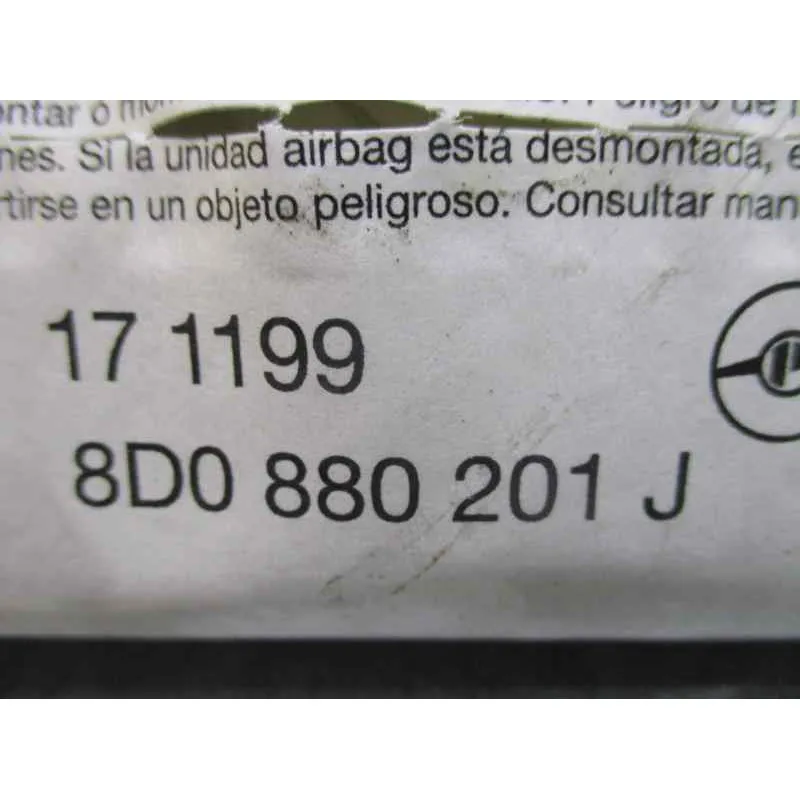 ntar o
nes. Si la unidad airbag está desmontada, e
rtirse en un objeto peligroso. Consultar man
17 1199
8D0 880 201 J